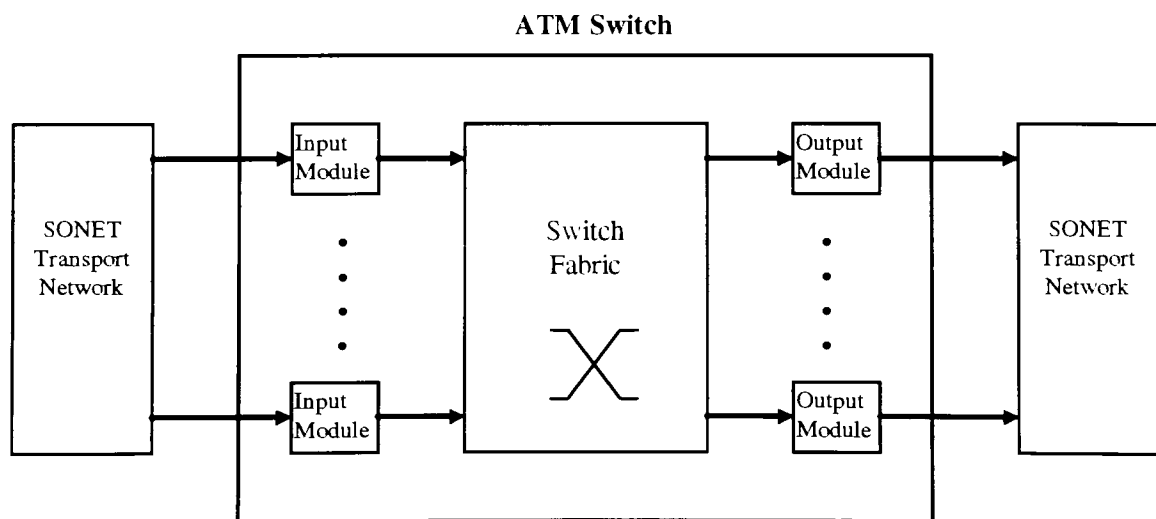 ATM Switch
SONET
Transport
Network
Input
Module
Input
Module
Switch
Fabric
Output
Module
Output
Module
SONET
Transport
Network